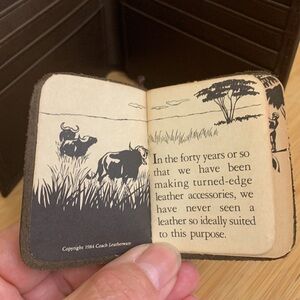 Copyright 1984 Coach Leatherware
In the forty years or so
that we have been
making turned-edge
leather accessories, we
have never seen a
leather so ideally suited
to this purpose.